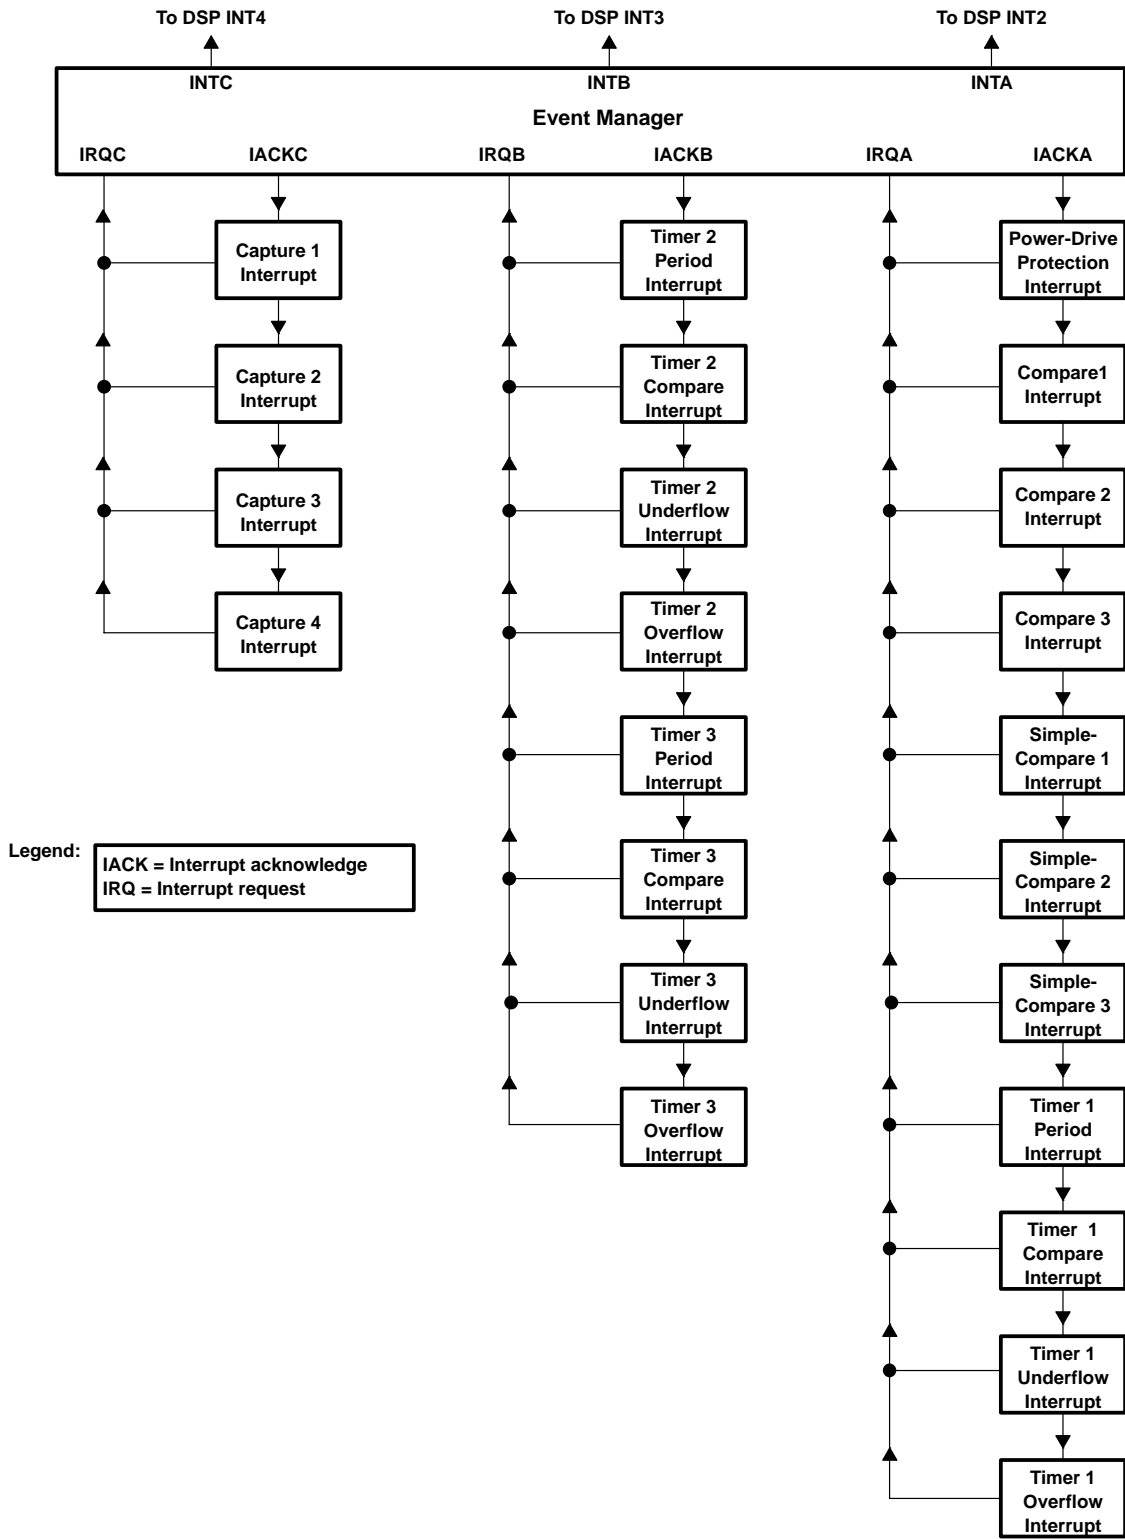 To DSP INT4
To DSP INT3
To DSP INT2
INTC
INTB
INTA
Event Manager
IRQC
IACKC
IRQB
IACKB
IRQA
IACKA
Capture 1
Interrupt
Capture 2
Interrupt
Capture 3
Interrupt
Capture 4
Interrupt
Timer 2
Period
Interrupt
Timer 2
Compare
Interrupt
Timer 2
Underflow
Interrupt
Timer 2
Overflow
Interrupt
Timer 3
Period
Interrupt
Timer 3
Compare
Interrupt
Timer 3
Underflow
Interrupt
Timer 3
Overflow
Interrupt
Power-Drive
Protection
Interrupt
Compare1
Interrupt
Compare 2
Interrupt
Compare 3
Interrupt
Simple-
Compare 1
Interrupt
Simple-
Compare 2
Interrupt
Simple-
Compare 3
Interrupt
Timer 1
Period
Interrupt
Timer 1
Compare
Interrupt
Timer 1
Underflow
Interrupt
Timer 1
Overflow
Interrupt
Legend:
IACK = Interrupt acknowledge
IRQ = Interrupt request